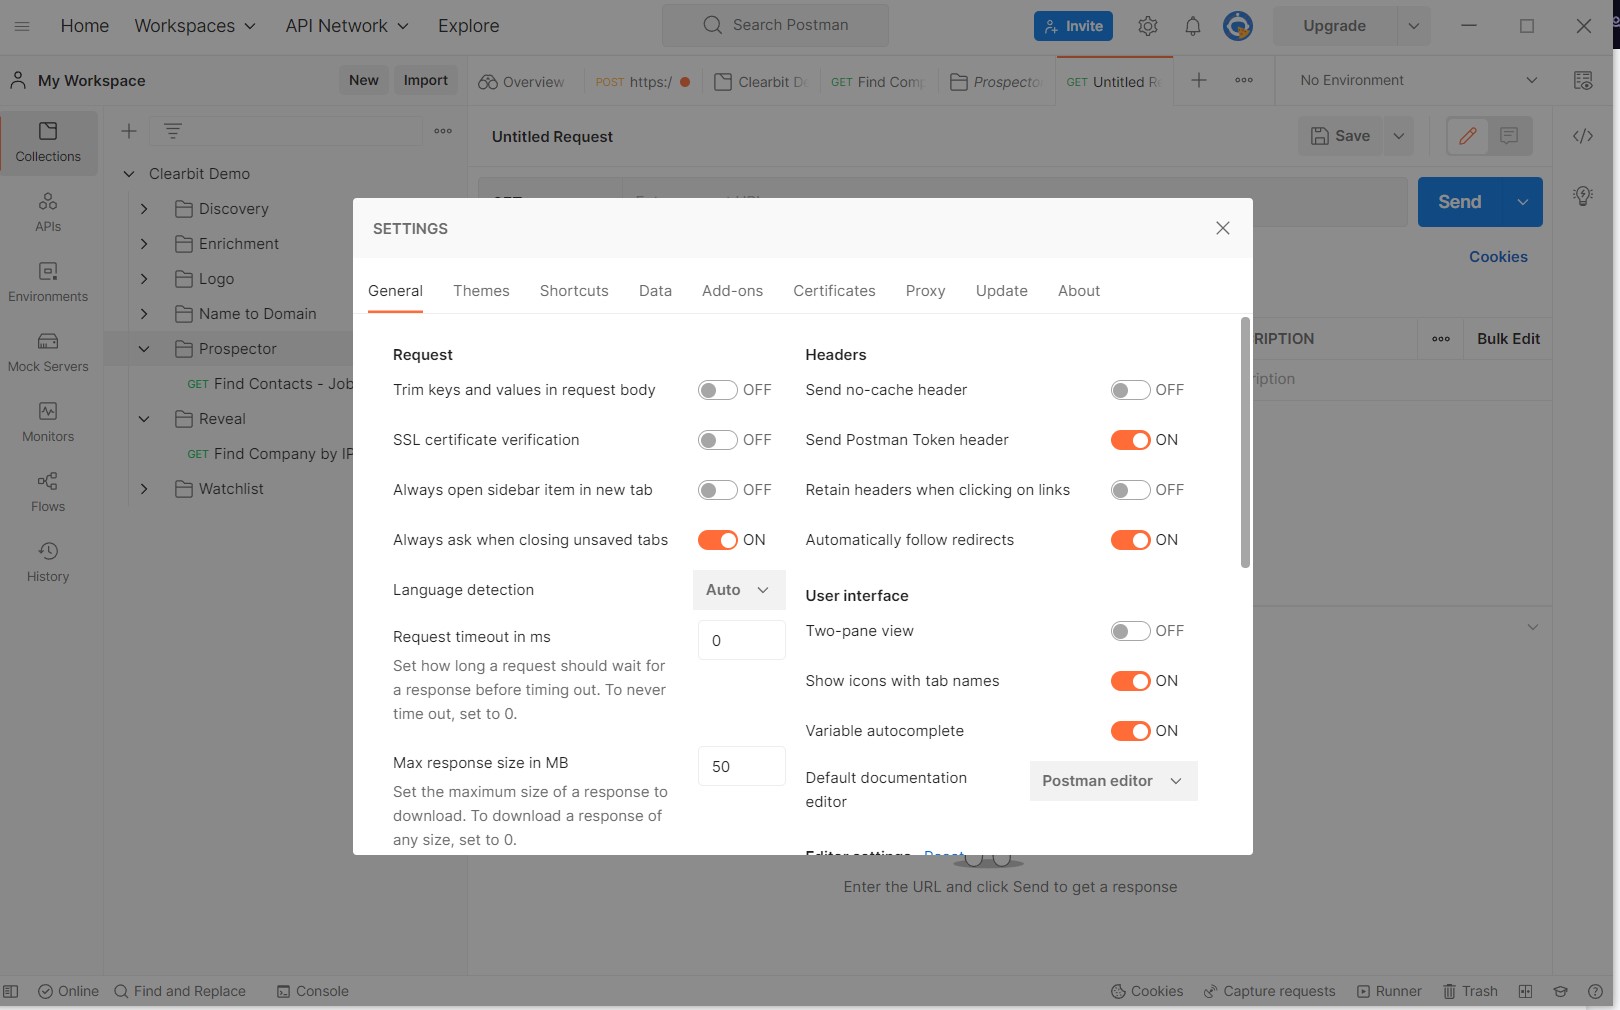 Home
Workspaces
API Network
Explore
Search Postman
Invite
Upgrade
My Workspace
New
Import
Overview
POST https:/
Clearbit De
GET Find Comp
Prospector
GET Untitled Re
No Environment
Collections
APIs
Environments
Mock Servers
Monitors
Flows
History
Clearbit Demo
Discovery
Enrichment
Logo
Name to Domain
Prospector
GET Find Contacts - Job
Reveal
GET Find Company by IP
Watchlist
Untitled Request
Save
Send
Cookies
RIPTION
Bulk Edit
iption
SETTINGS
General
Themes
Shortcuts
Data
Add-ons
Certificates
Proxy
Update
About
Request
Trim keys and values in request body OFF
SSL certificate verification OFF
Always open sidebar item in new tab OFF
Always ask when closing unsaved tabs ON
Language detection Auto
Request timeout in ms 0
Set how long a request should wait for
a response before timing out. To never
time out, set to 0.
Max response size in MB 50
Set the maximum size of a response to
download. To download a response of
any size, set to 0.
Headers
Send no-cache header OFF
Send Postman Token header ON
Retain headers when clicking on links OFF
Automatically follow redirects ON
User interface
Two-pane view OFF
Show icons with tab names ON
Variable autocomplete ON
Default documentation
editor
Postman editor
Editor settings Reset
Enter the URL and click Send to get a response
Online
Find and Replace
Console
Cookies
Capture requests
Runner
Trash